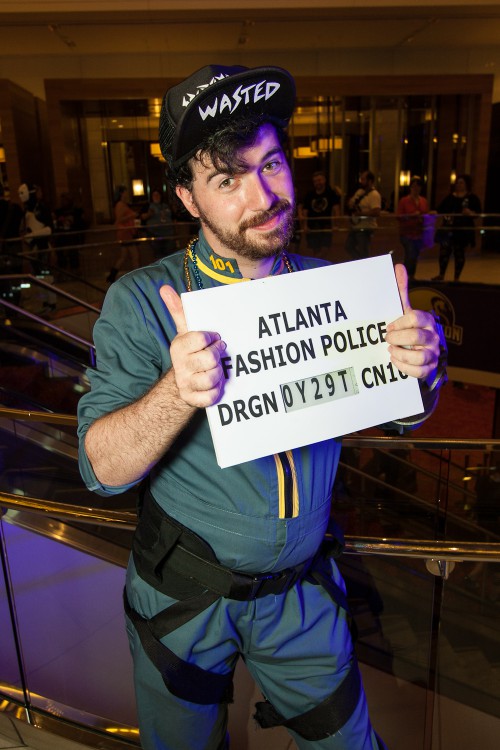 WASTED
101
ATLANTA
FASHION POLICE
DRGN 0Y29T CN10